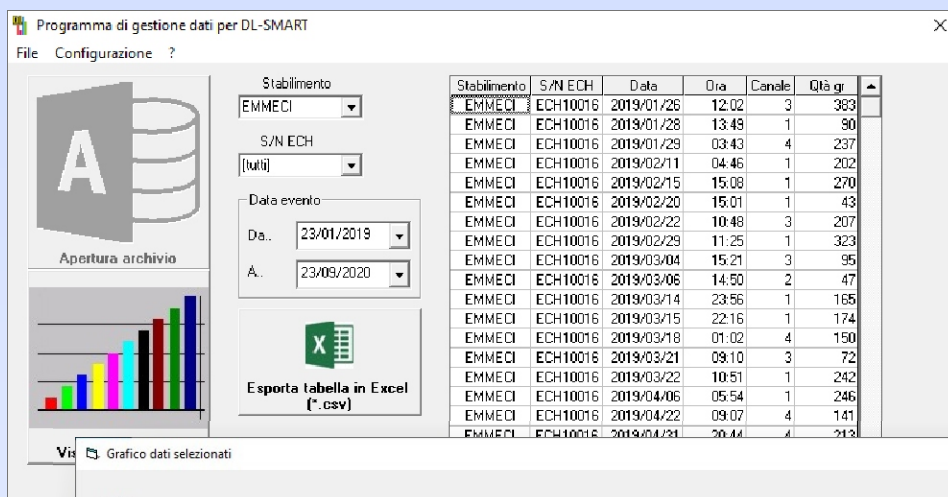 Programma di gestione dati per DL-SMART
File Configurazione ?
Apertura archivio
Stabilimento
EMMECI
S/N ECH
(tutti)
Data evento
Da.. 23/01/2019
A.. 23/09/2020
Esporta tabella in Excel
(*.csv)
Stabilimento S/N ECH Data Ora Canale Qtà gr
EMMECI ECH10016 2019/01/26 12:02 3 383
EMMECI ECH10016 2019/01/28 13:49 1 90
EMMECI ECH10016 2019/01/29 03:43 4 237
EMMECI ECH10016 2019/02/11 04:46 1 202
EMMECI ECH10016 2019/02/15 15:08 1 270
EMMECI ECH10016 2019/02/20 15:01 1 43
EMMECI ECH10016 2019/02/22 10:48 3 207
EMMECI ECH10016 2019/02/29 11:25 1 323
EMMECI ECH10016 2019/03/04 15:21 3 95
EMMECI ECH10016 2019/03/06 14:50 2 47
EMMECI ECH10016 2019/03/14 23:56 1 165
EMMECI ECH10016 2019/03/15 22:16 1 174
EMMECI ECH10016 2019/03/18 01:02 4 150
EMMECI ECH10016 2019/03/21 09:10 3 72
EMMECI ECH10016 2019/03/22 10:51 1 242
EMMECI ECH10016 2019/04/06 05:54 1 246
EMMECI ECH10016 2019/04/22 09:07 4 141
EMMECI ECH10016 2019/04/31 20:44 4 213
Grafico dati selezionati